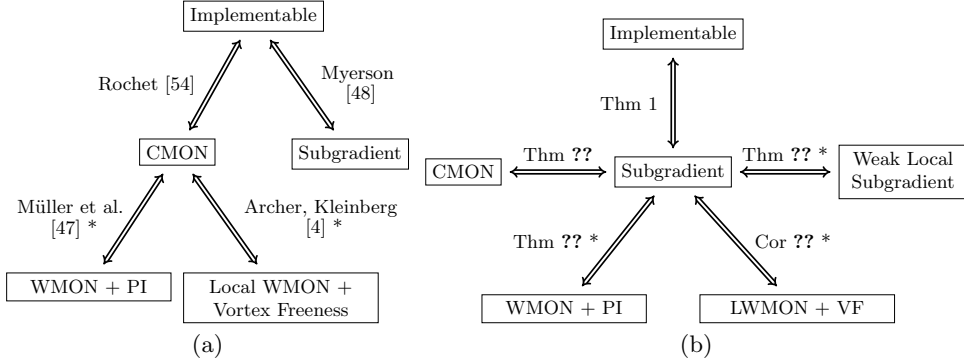 Implementable
Rochet [54]
Myerson
[48]
CMON
Subgradient
Müller et al.
[47] *
Archer, Kleinberg
[4] *
WMON + PI
Local WMON +
Vortex Freeness
(a)
Implementable
Thm 1
CMON
Thm ??
Subgradient
Thm ?? *
Weak Local
Subgradient
Thm ?? *
Cor ?? *
WMON + PI
LWMON + VF
(b)